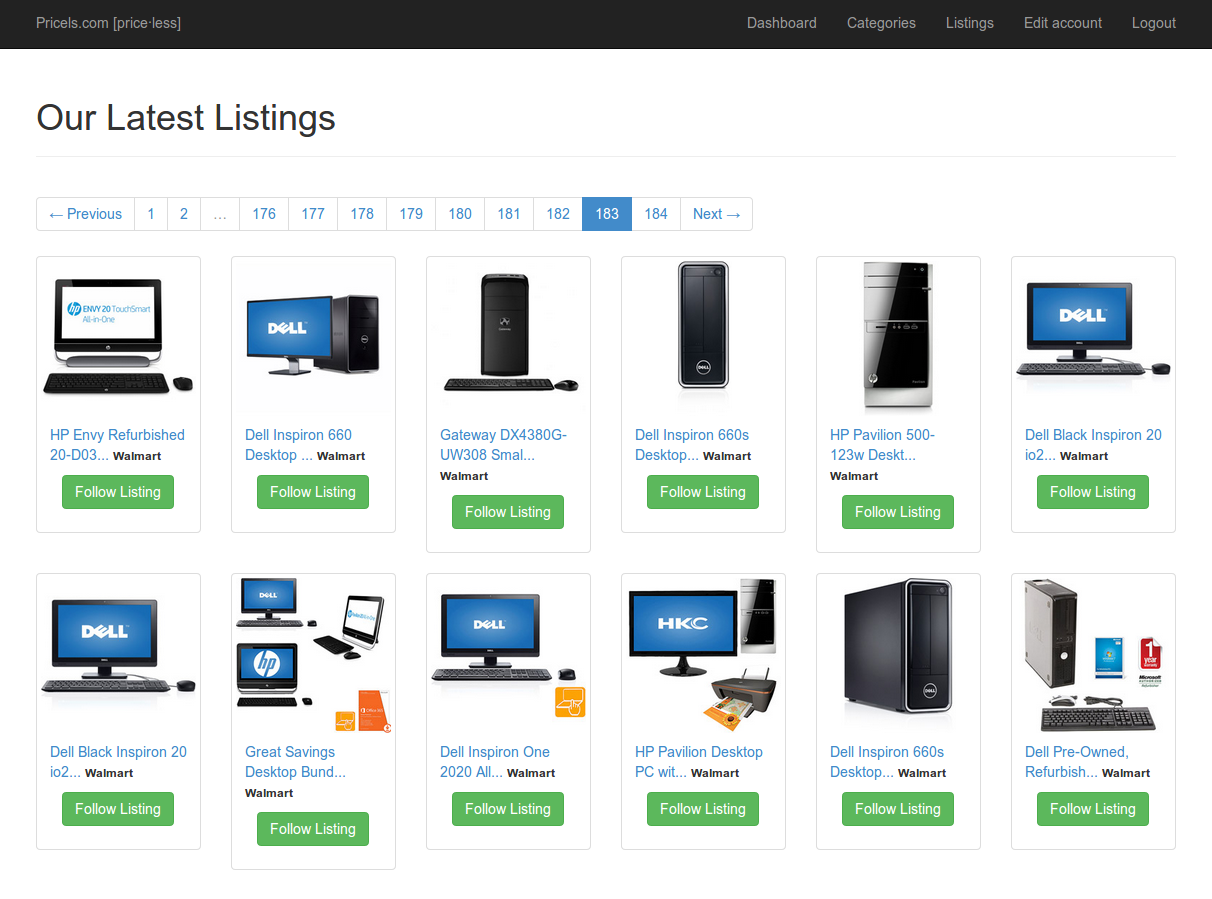 Pricels.com [price·less] Dashboard Categories Listings Edit account Logout
Our Latest Listings
← Previous 1 2 … 176 177 178 179 180 181 182 183 184 Next →
hp ENVY 20 TouchSmart
All-in-One
HP Envy Refurbished
20-D03... Walmart
Follow Listing
DELL
Dell Inspiron 660
Desktop ... Walmart
Follow Listing
Gateway DX4380G-
UW308 Smal...
Walmart
Follow Listing
DELL
Dell Inspiron 660s
Desktop... Walmart
Follow Listing
hp
HP Pavilion 500-
123w Deskt...
Walmart
Follow Listing
DELL
Dell Black Inspiron 20
io2... Walmart
Follow Listing
DELL
Dell Black Inspiron 20
io2... Walmart
Follow Listing
DELL
hp
Great Savings
Desktop Bund...
Walmart
Follow Listing
DELL
Dell Inspiron One
2020 All... Walmart
Follow Listing
HKC
HP Pavilion Desktop
PC wit... Walmart
Follow Listing
DELL
Dell Inspiron 660s
Desktop... Walmart
Follow Listing
1
year
Microsoft
Dell Pre-Owned,
Refurbish... Walmart
Follow Listing